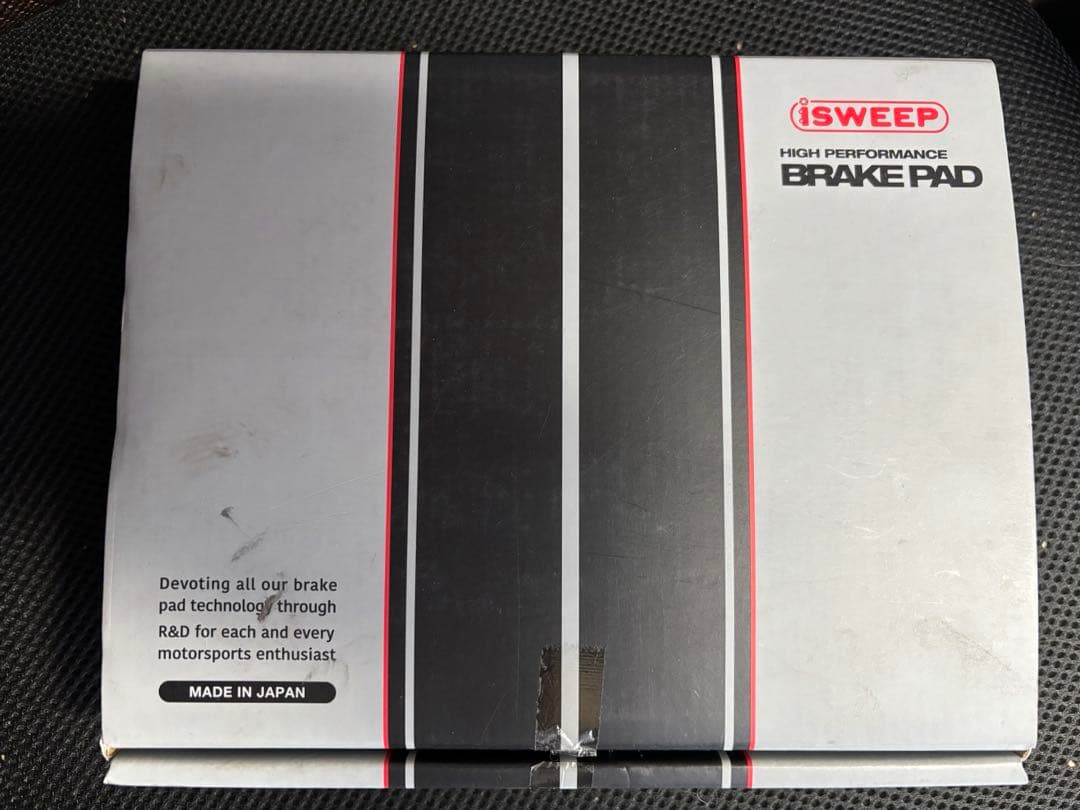 iSWEEP
HIGH PERFORMANCE
BRAKE PAD
Devoting all our brake
pad technology through
R&D for each and every
motorsports enthusiast
MADE IN JAPAN